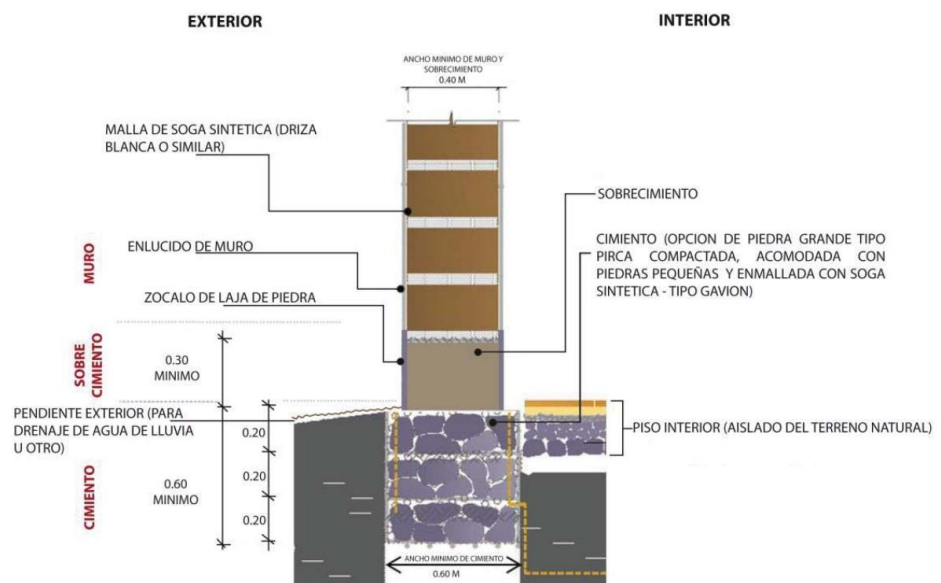 EXTERIOR
INTERIOR
ANCHO MINIMO DE MURO Y
SOBRECIMIENTO
0.40 M
MALLA DE SOGA SINTETICA (DRIZA
BLANCA O SIMILAR)
SOBRECIMIENTO
CIMIENTO (OPCION DE PIEDRA GRANDE TIPO
PIRCA COMPACTADA, ACOMODADA CON
PIEDRAS PEQUEÑAS Y ENMALLADA CON SOGA
SINTETICA - TIPO GAVION)
MURO
ENLUCIDO DE MURO
ZOCALO DE LAJA DE PIEDRA
SOBRE
CIMIENTO
0.30
MINIMO
PENDIENTE EXTERIOR (PARA
DRENAJE DE AGUA DE LLUVIA
U OTRO)
PISO INTERIOR (AISLADO DEL TERRENO NATURAL)
CIMIENTO
0.60
MINIMO
0.20
0.20
0.20
ANCHO MINIMO DE CIMIENTO
0.60 M